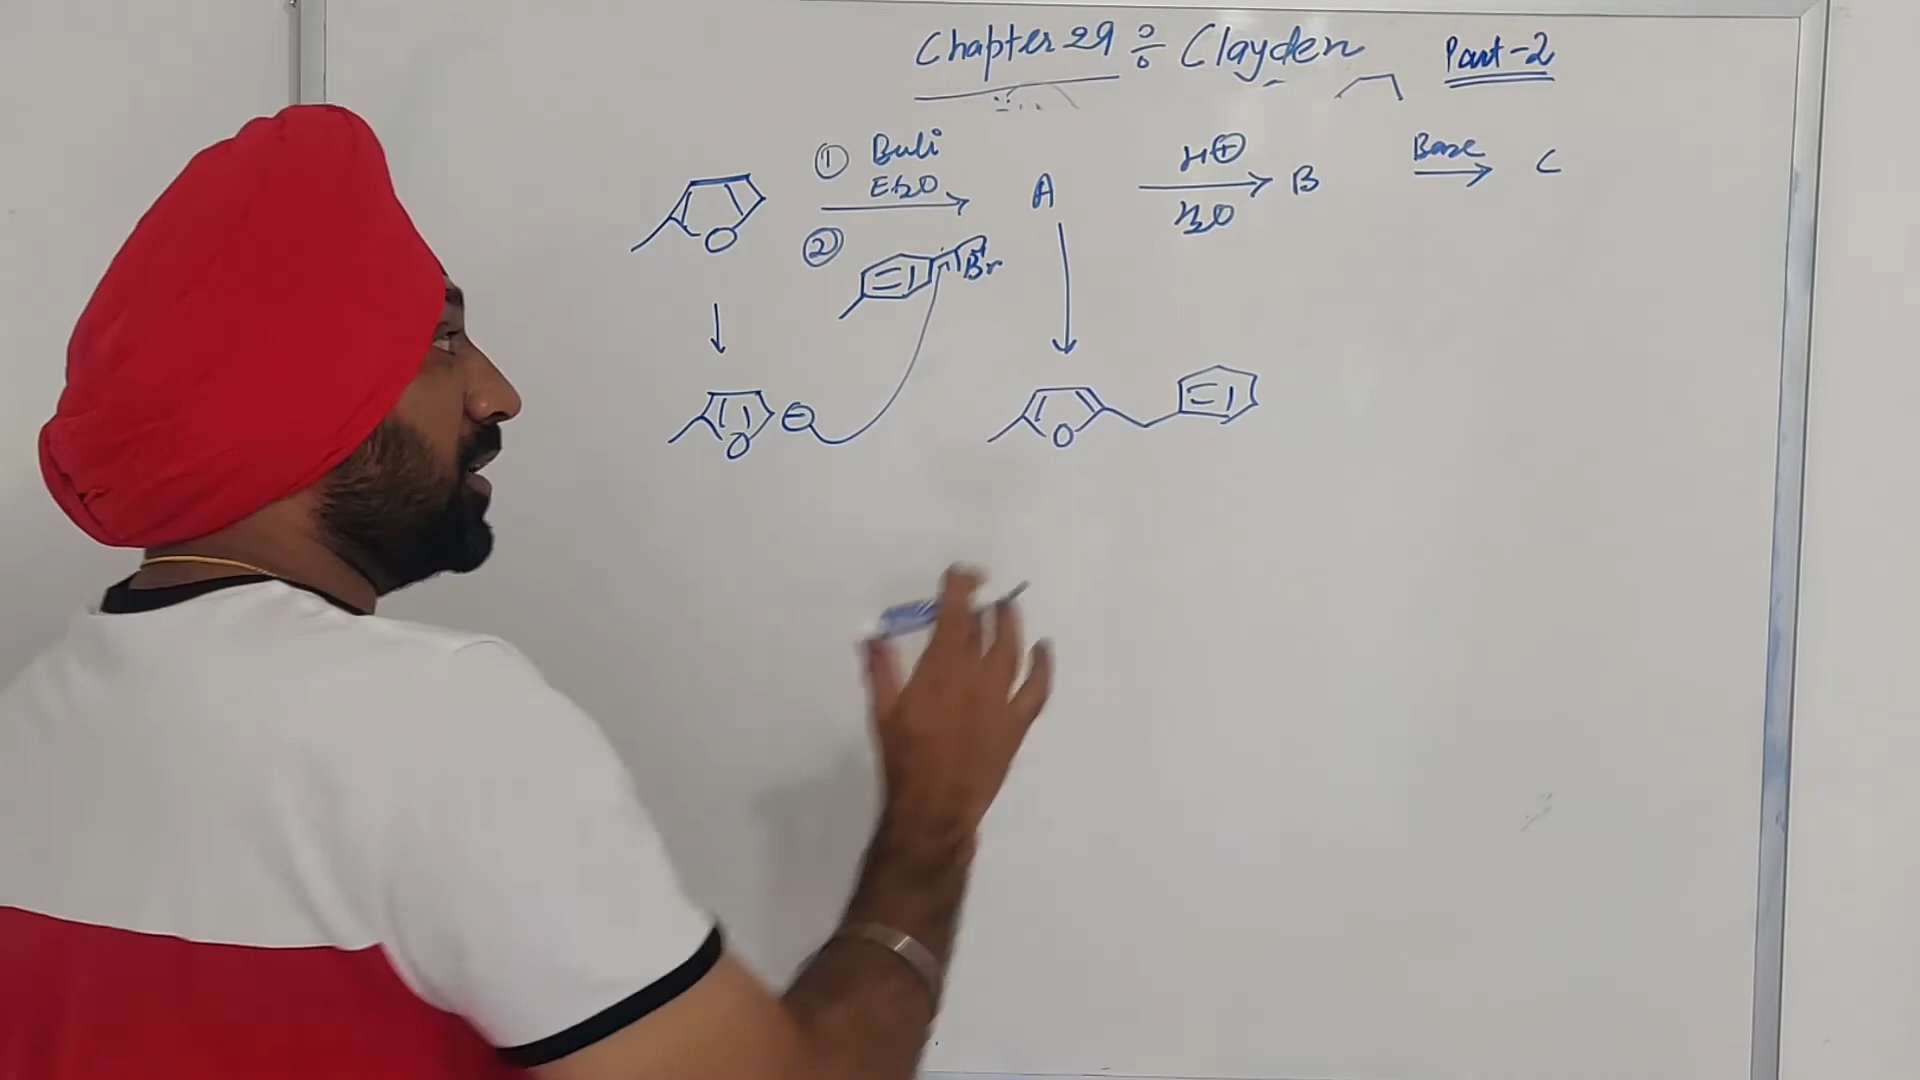 Chapter 29 ÷ Clayden Part-2
① BuLi
Et2O
②
Br
A
H⊕
H2O
B
Base
C
O
⊖
O
O